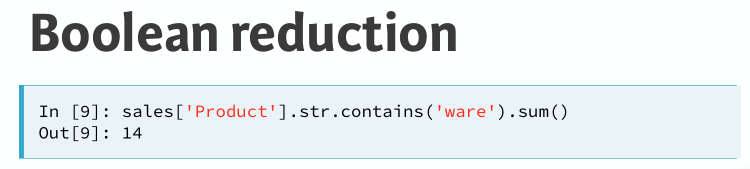 Boolean reduction
In [9]: sales['Product'].str.contains('ware').sum()
Out[9]: 14